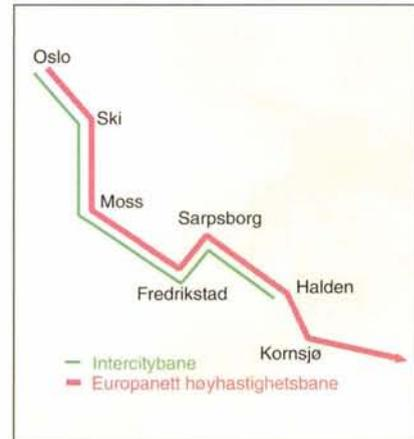 Oslo
Ski
Moss
Sarpsborg
Fredrikstad
Halden
Kornsjø
Intercitybane
Europanett høyhastighetsbane